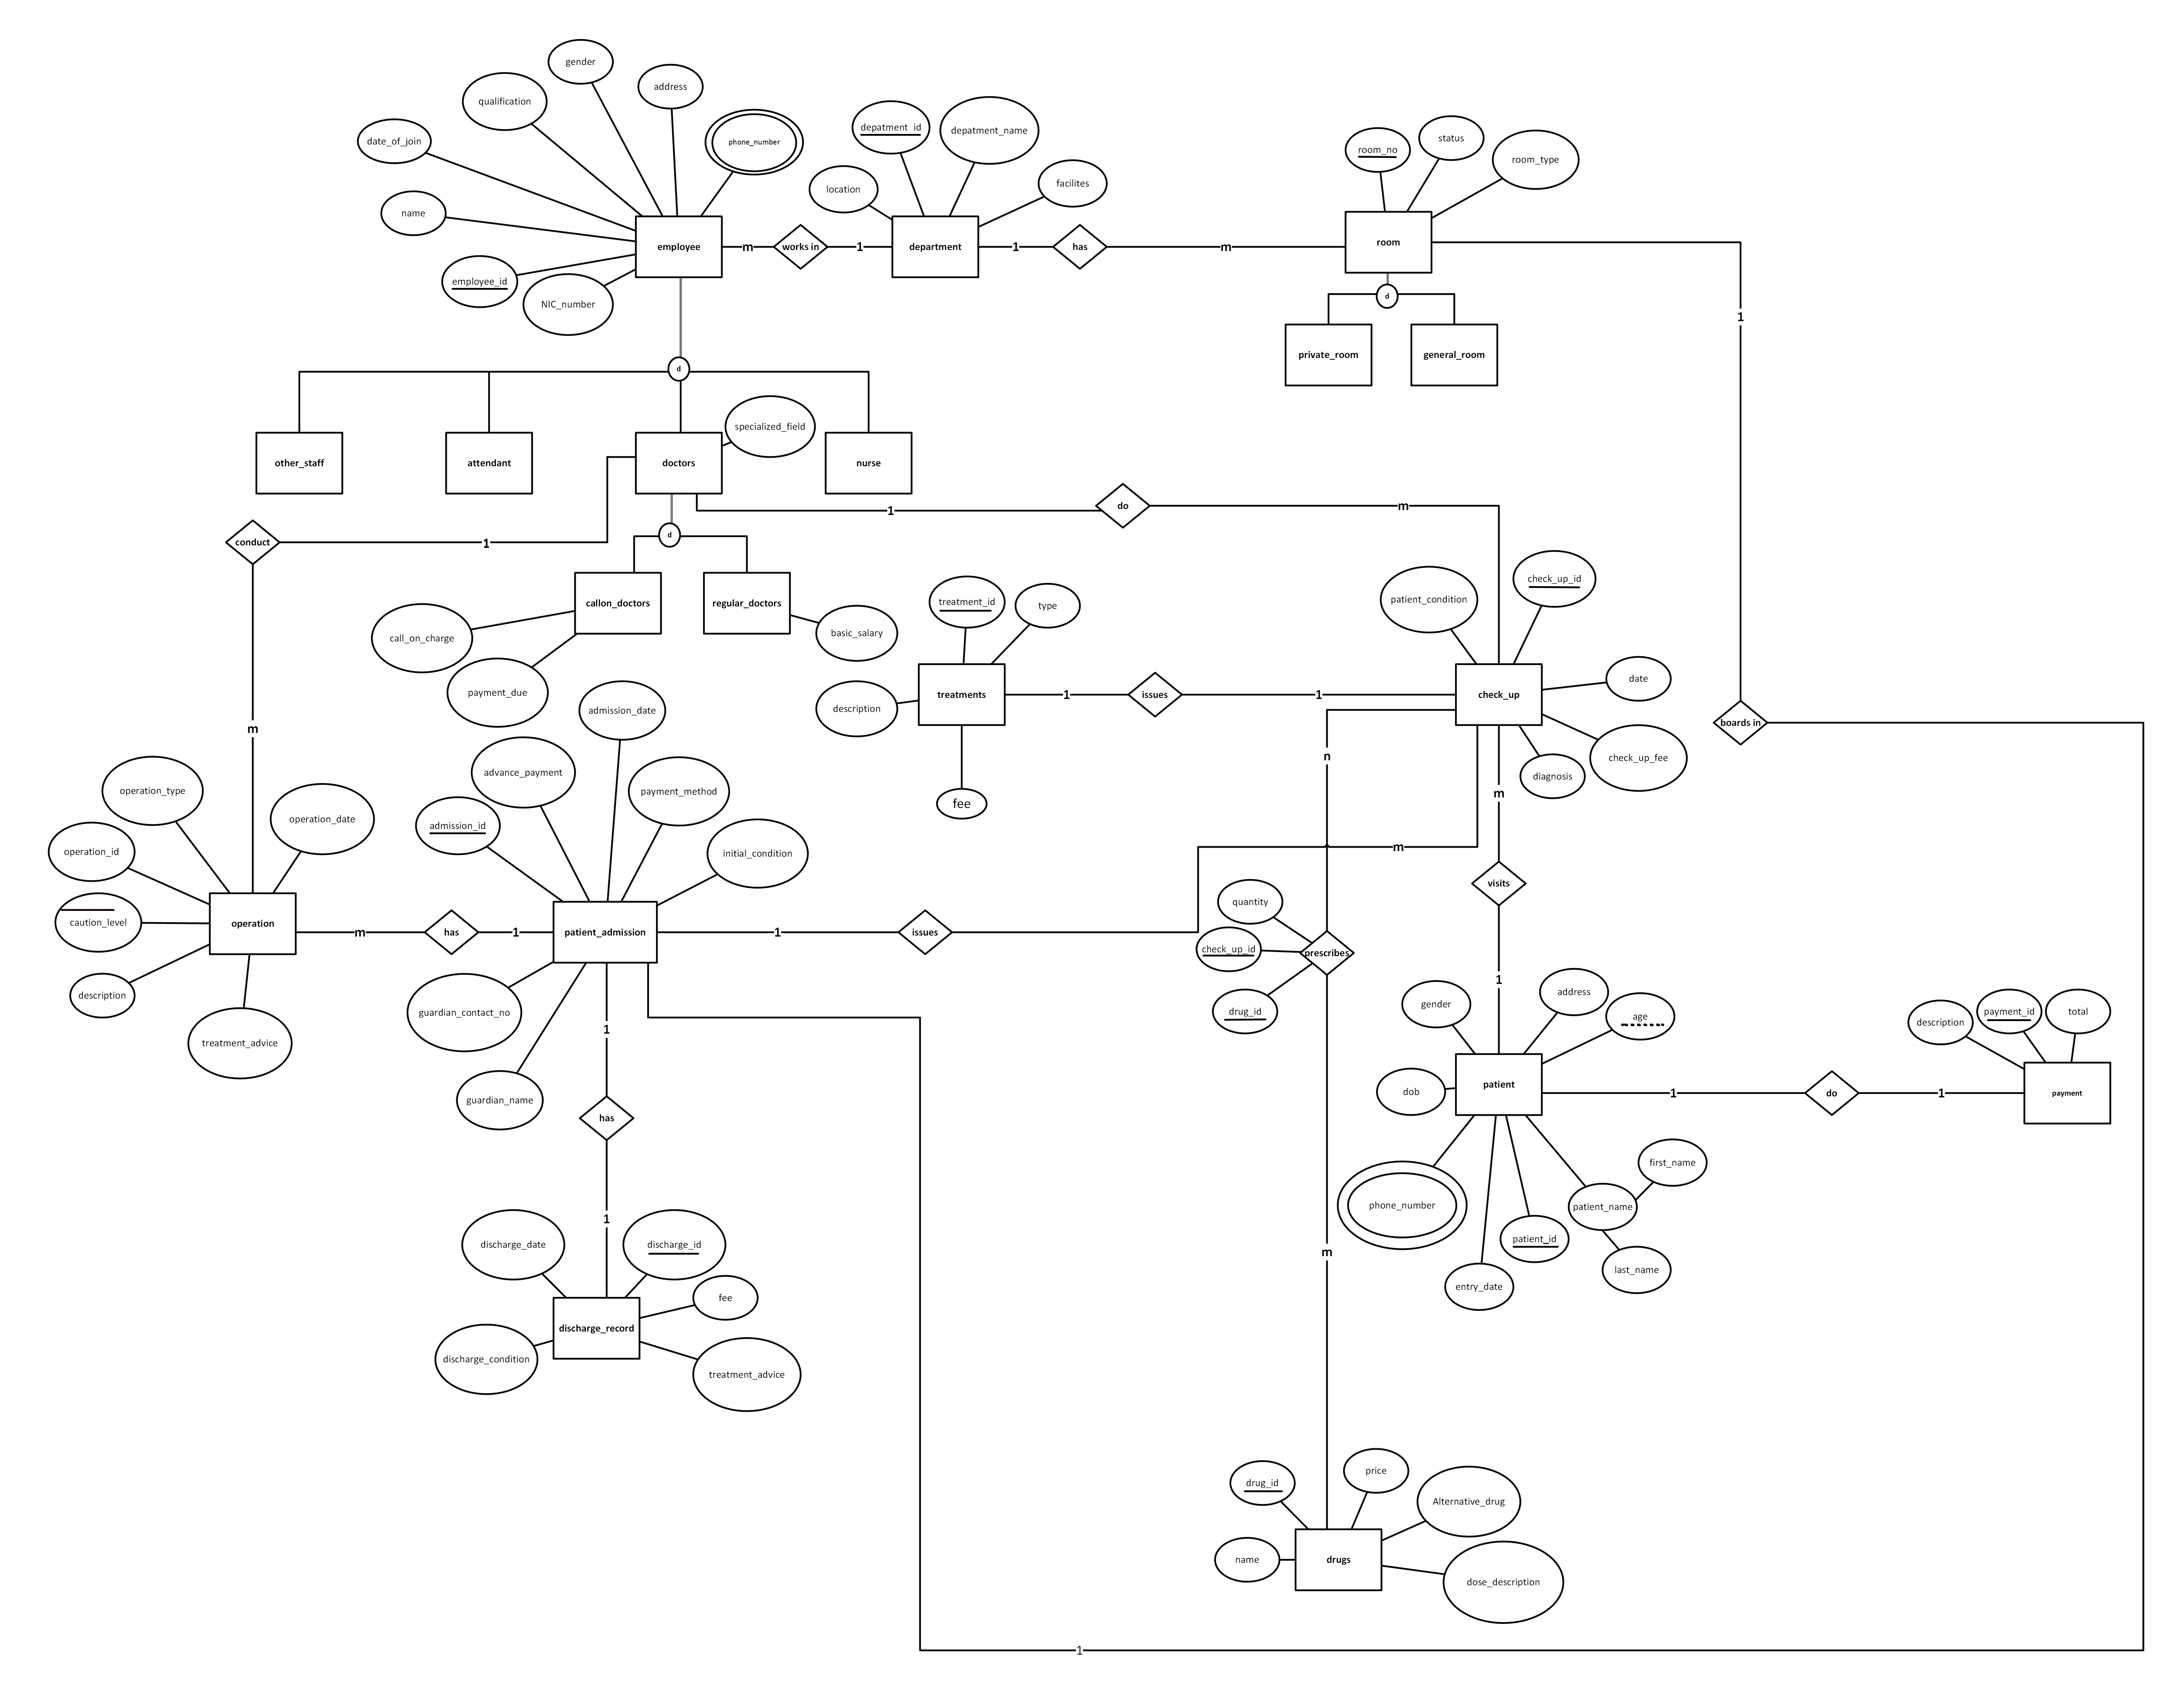 gender
address
qualification
phone_number
date_of_join
name
employee_id
NIC_number
employee
m
works in
1
depatment_id
depatment_name
location
facilites
department
1
has
m
room_no
status
room_type
room
d
private_room
general_room
1
d
other_staff
attendant
doctors
specialized_field
nurse
conduct
1
m
d
callon_doctors
regular_doctors
call_on_charge
payment_due
basic_salary
1
do
m
treatment_id
type
description
treatments
fee
1
issues
1
patient_condition
check_up_id
check_up
date
check_up_fee
diagnosis
boards in
n
m
m
visits
1
operation_type
operation_date
operation_id
caution_level
operation
description
treatment_advice
m
has
1
admission_date
advance_payment
payment_method
admission_id
initial_condition
patient_admission
guardian_contact_no
guardian_name
1
issues
quantity
check_up_id
prescribes
drug_id
m
1
has
1
gender
address
age
dob
patient
phone_number
entry_date
patient_id
patient_name
first_name
last_name
1
do
1
description
payment_id
total
payment
discharge_date
discharge_id
fee
discharge_record
discharge_condition
treatment_advice
drug_id
price
Alternative_drug
name
drugs
dose_description
1